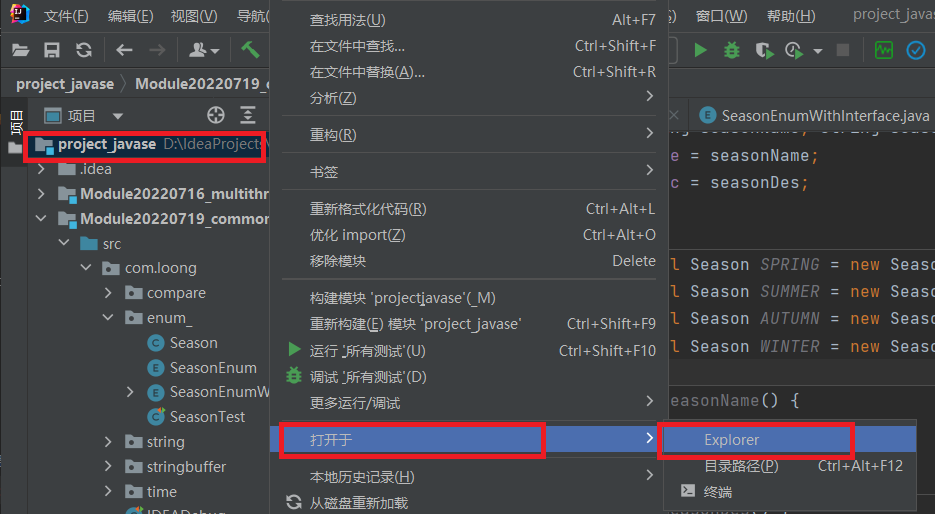 文件(F) 编辑(E) 视图(V) 导航( 窗口(W) 帮助(H) project_javas
project_javase 〉 Module20220719_c
项目
项目
project_javase D:\IdeaProjects\
.idea
Module20220716_multithr
Module20220719_common
src
com.loong
compare
enum_
Season
SeasonEnum
SeasonEnumW
SeasonTest
string
stringbuffer
time
IDEADebug
查找用法(U) Alt+F7
在文件中查找... Ctrl+Shift+F
在文件中替换(A)... Ctrl+Shift+R
分析(Z)
重构(R)
书签
重新格式化代码(R) Ctrl+Alt+L
优化 import(Z) Ctrl+Alt+O
移除模块 Delete
构建模块 'projectjavase'(_M)
重新构建(E) 模块 'project_javase' Ctrl+Shift+F9
运行 '所有测试'(U) Ctrl+Shift+F10
调试 '所有测试'(D)
更多运行/调试
打开于
本地历史记录(H)
从磁盘重新加载
Explorer
目录路径(P) Ctrl+Alt+F12
终端
SeasonEnumWithInterface.java
e = seasonName;
c = seasonDes;
l Season SPRING = new Seaso
l Season SUMMER = new Seaso
l Season AUTUMN = new Seaso
l Season WINTER = new Seaso
easonName() {